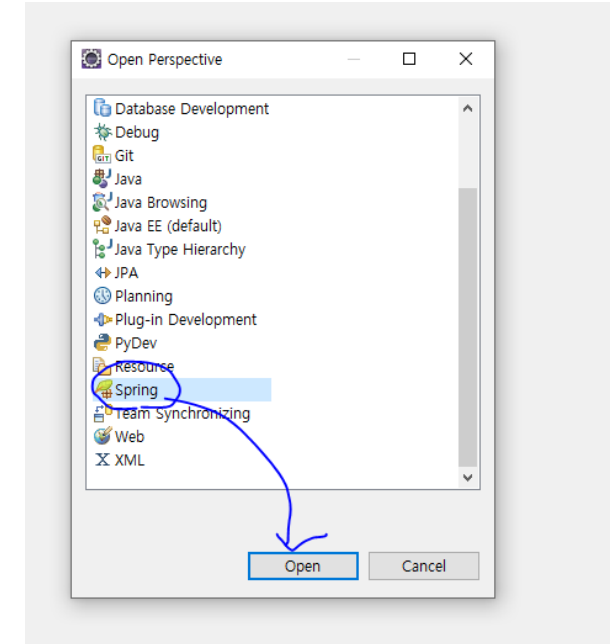 Open Perspective
Database Development
Debug
Git
Java
Java Browsing
Java EE (default)
Java Type Hierarchy
JPA
Planning
Plug-in Development
PyDev
Resource
Spring
Team Synchronizing
Web
XML
Open Cancel